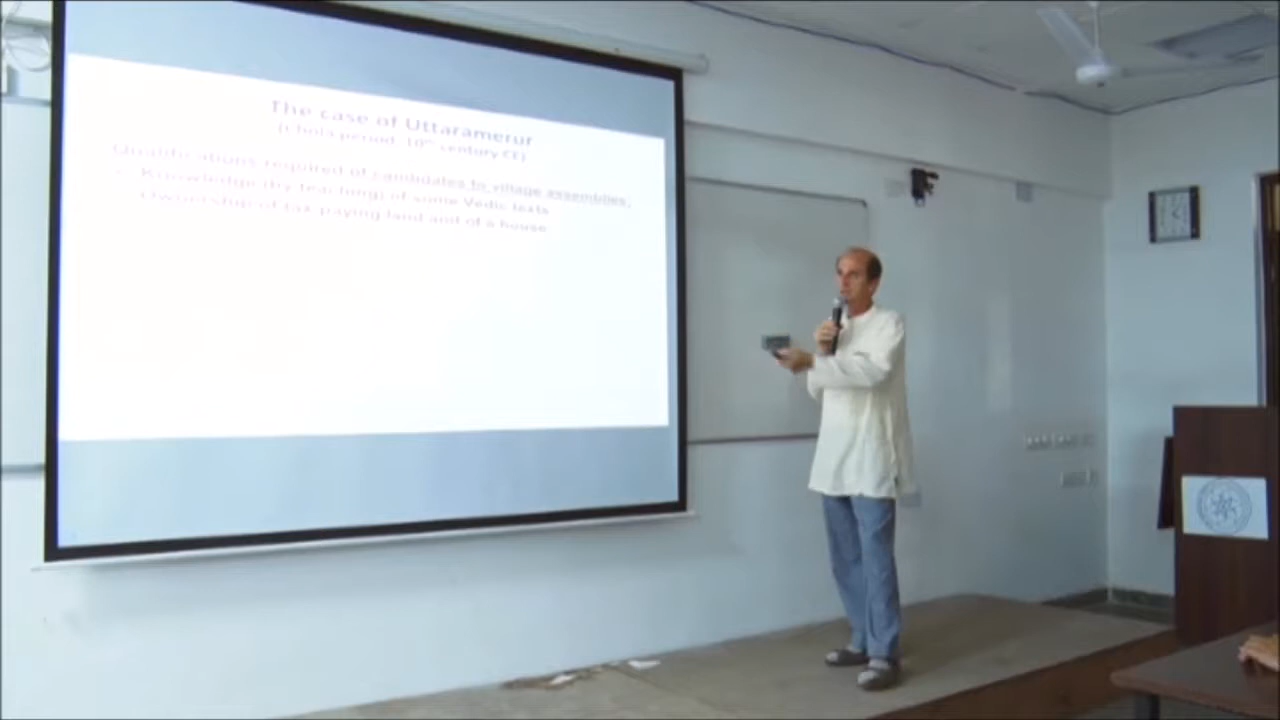 The case of Uttaramerur
(Chola period, 10th century CE)
Qualifications required of candidates to village assemblies:
• Knowledge (by teaching) of some Vedic texts
Ownership of tax-paying land and of a house